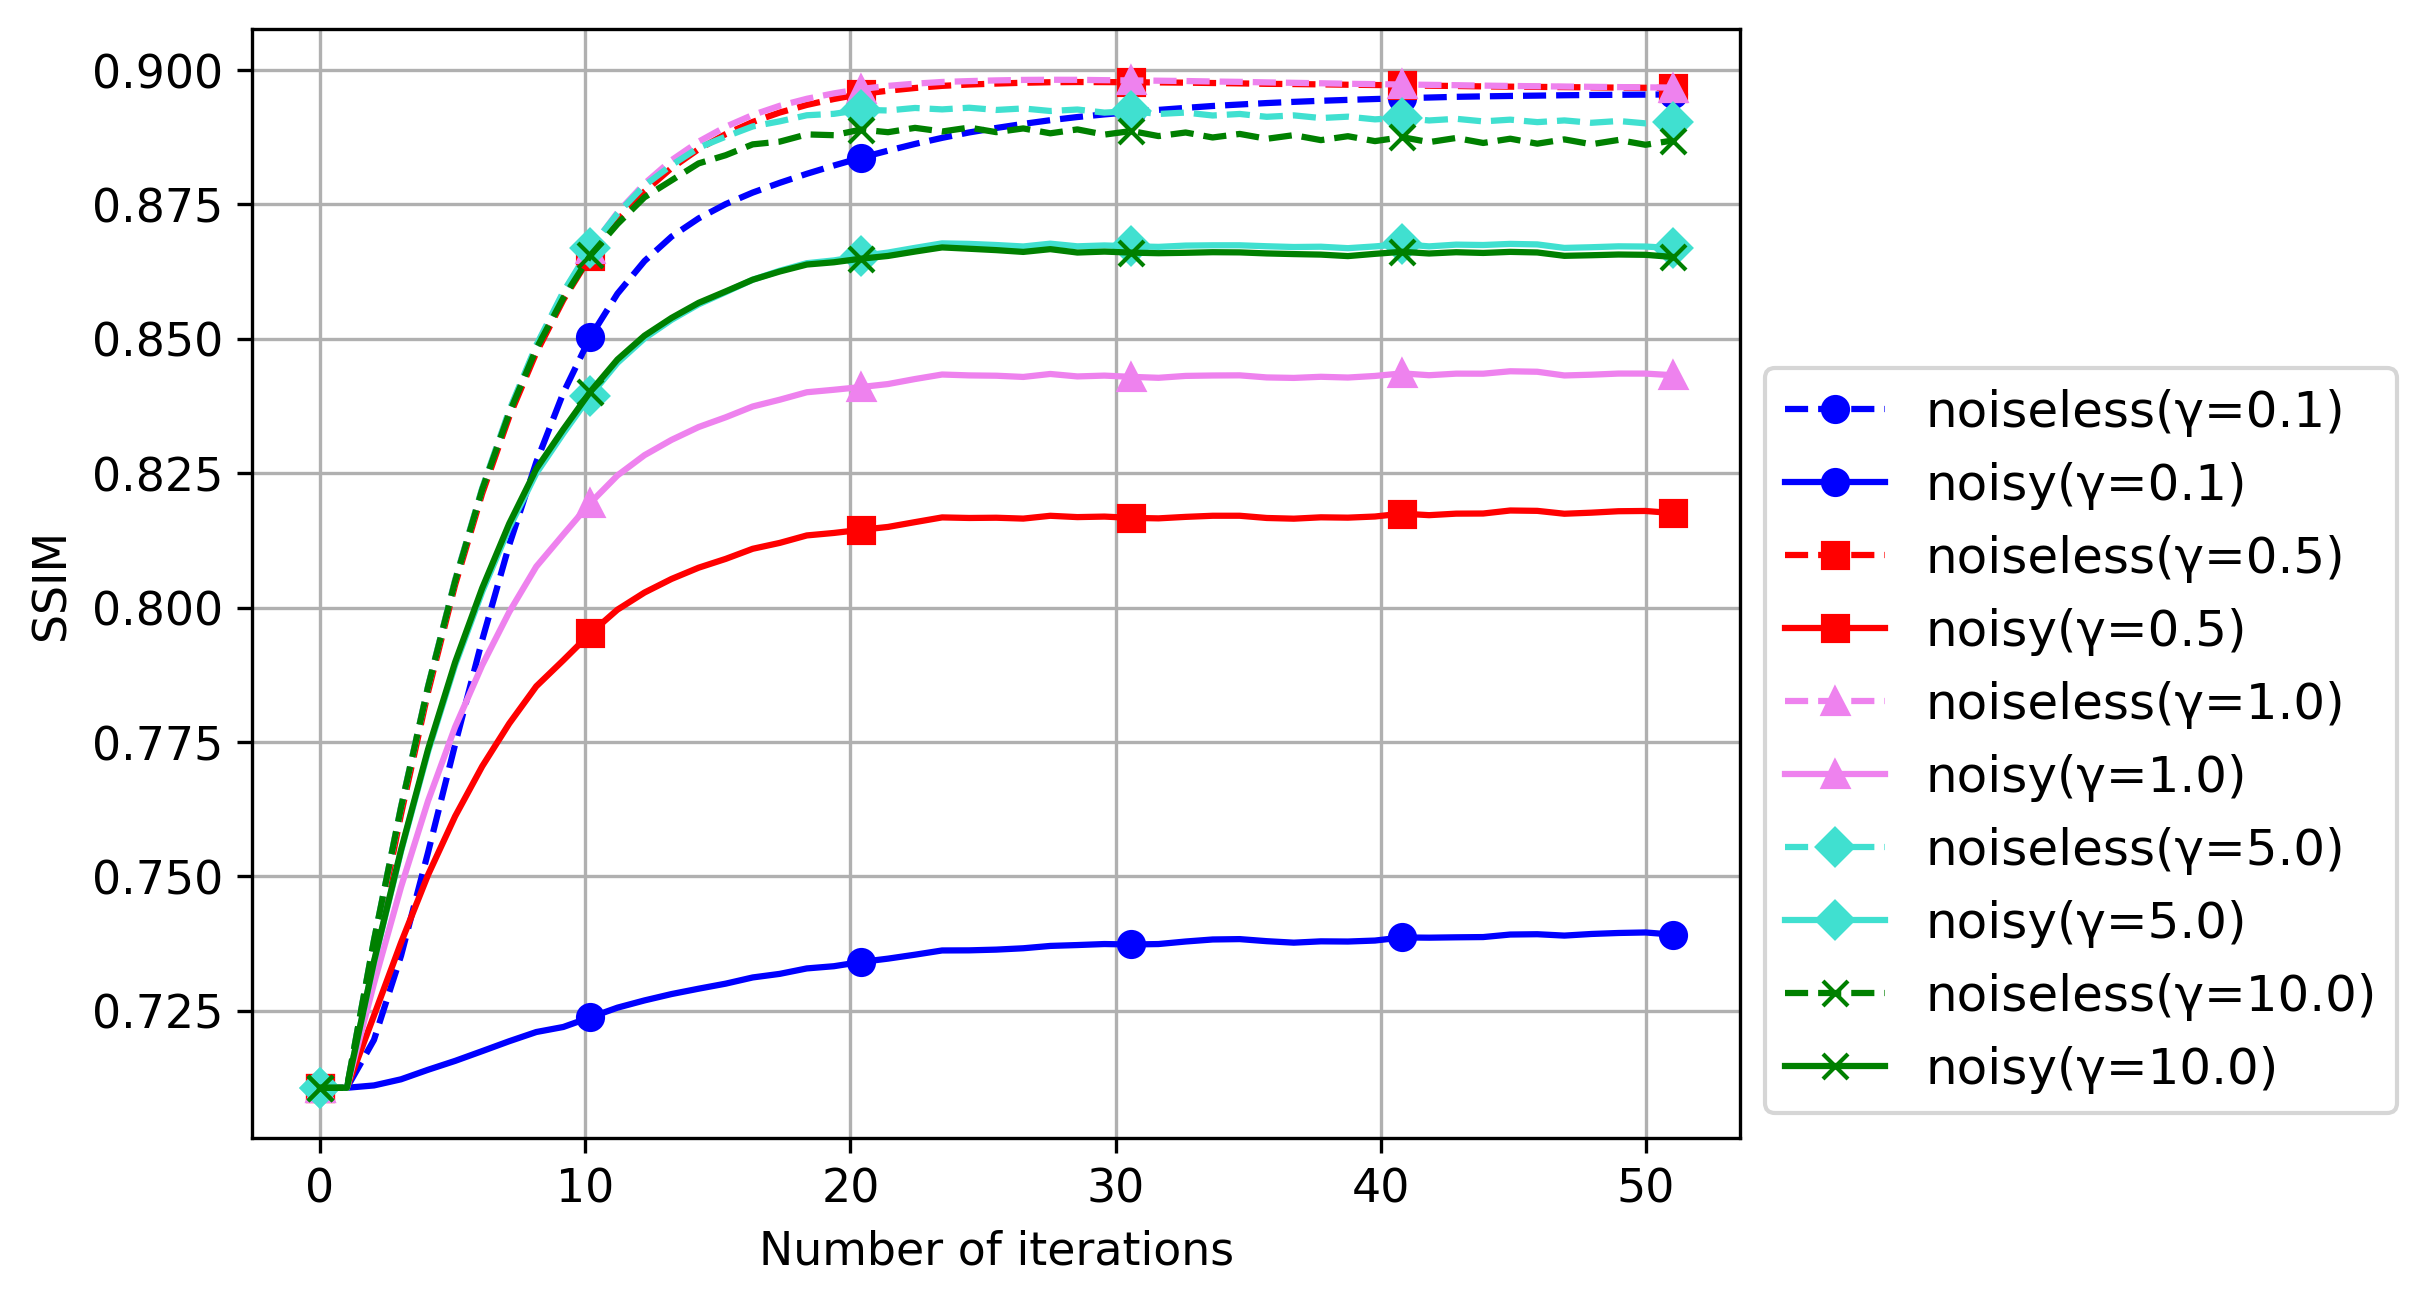 0.900
0.875
0.850
0.825
0.800
0.775
0.750
0.725
SSIM
0 10 20 30 40 50
Number of iterations
noiseless(γ=0.1)
noisy(γ=0.1)
noiseless(γ=0.5)
noisy(γ=0.5)
noiseless(γ=1.0)
noisy(γ=1.0)
noiseless(γ=5.0)
noisy(γ=5.0)
noiseless(γ=10.0)
noisy(γ=10.0)